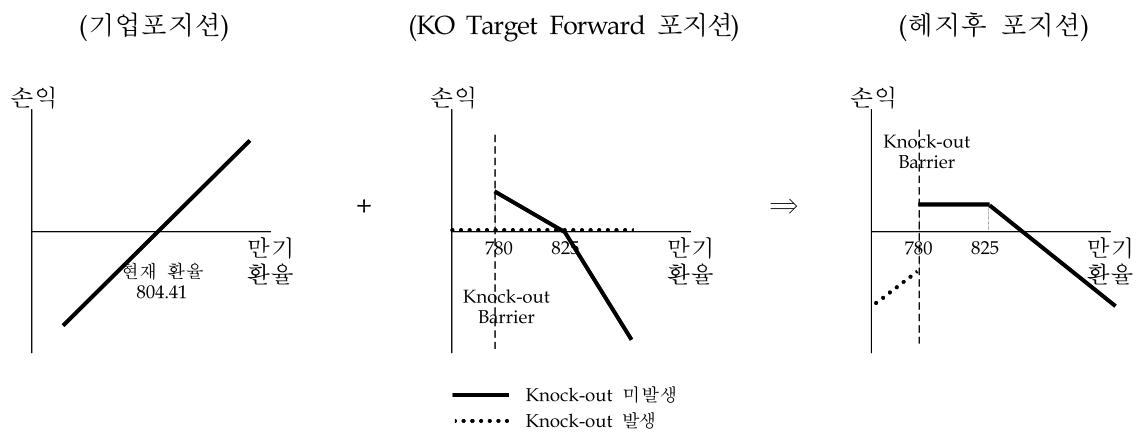 (기업포지션)
손익
만기
환율
현재 환율
804.41
+
(KO Target Forward 포지션)
손익
780
825
만기
환율
Knock-out
Barrier
⇒
(헤지후 포지션)
손익
Knock-out
Barrier
780
825
만기
환율
Knock-out 미발생
Knock-out 발생